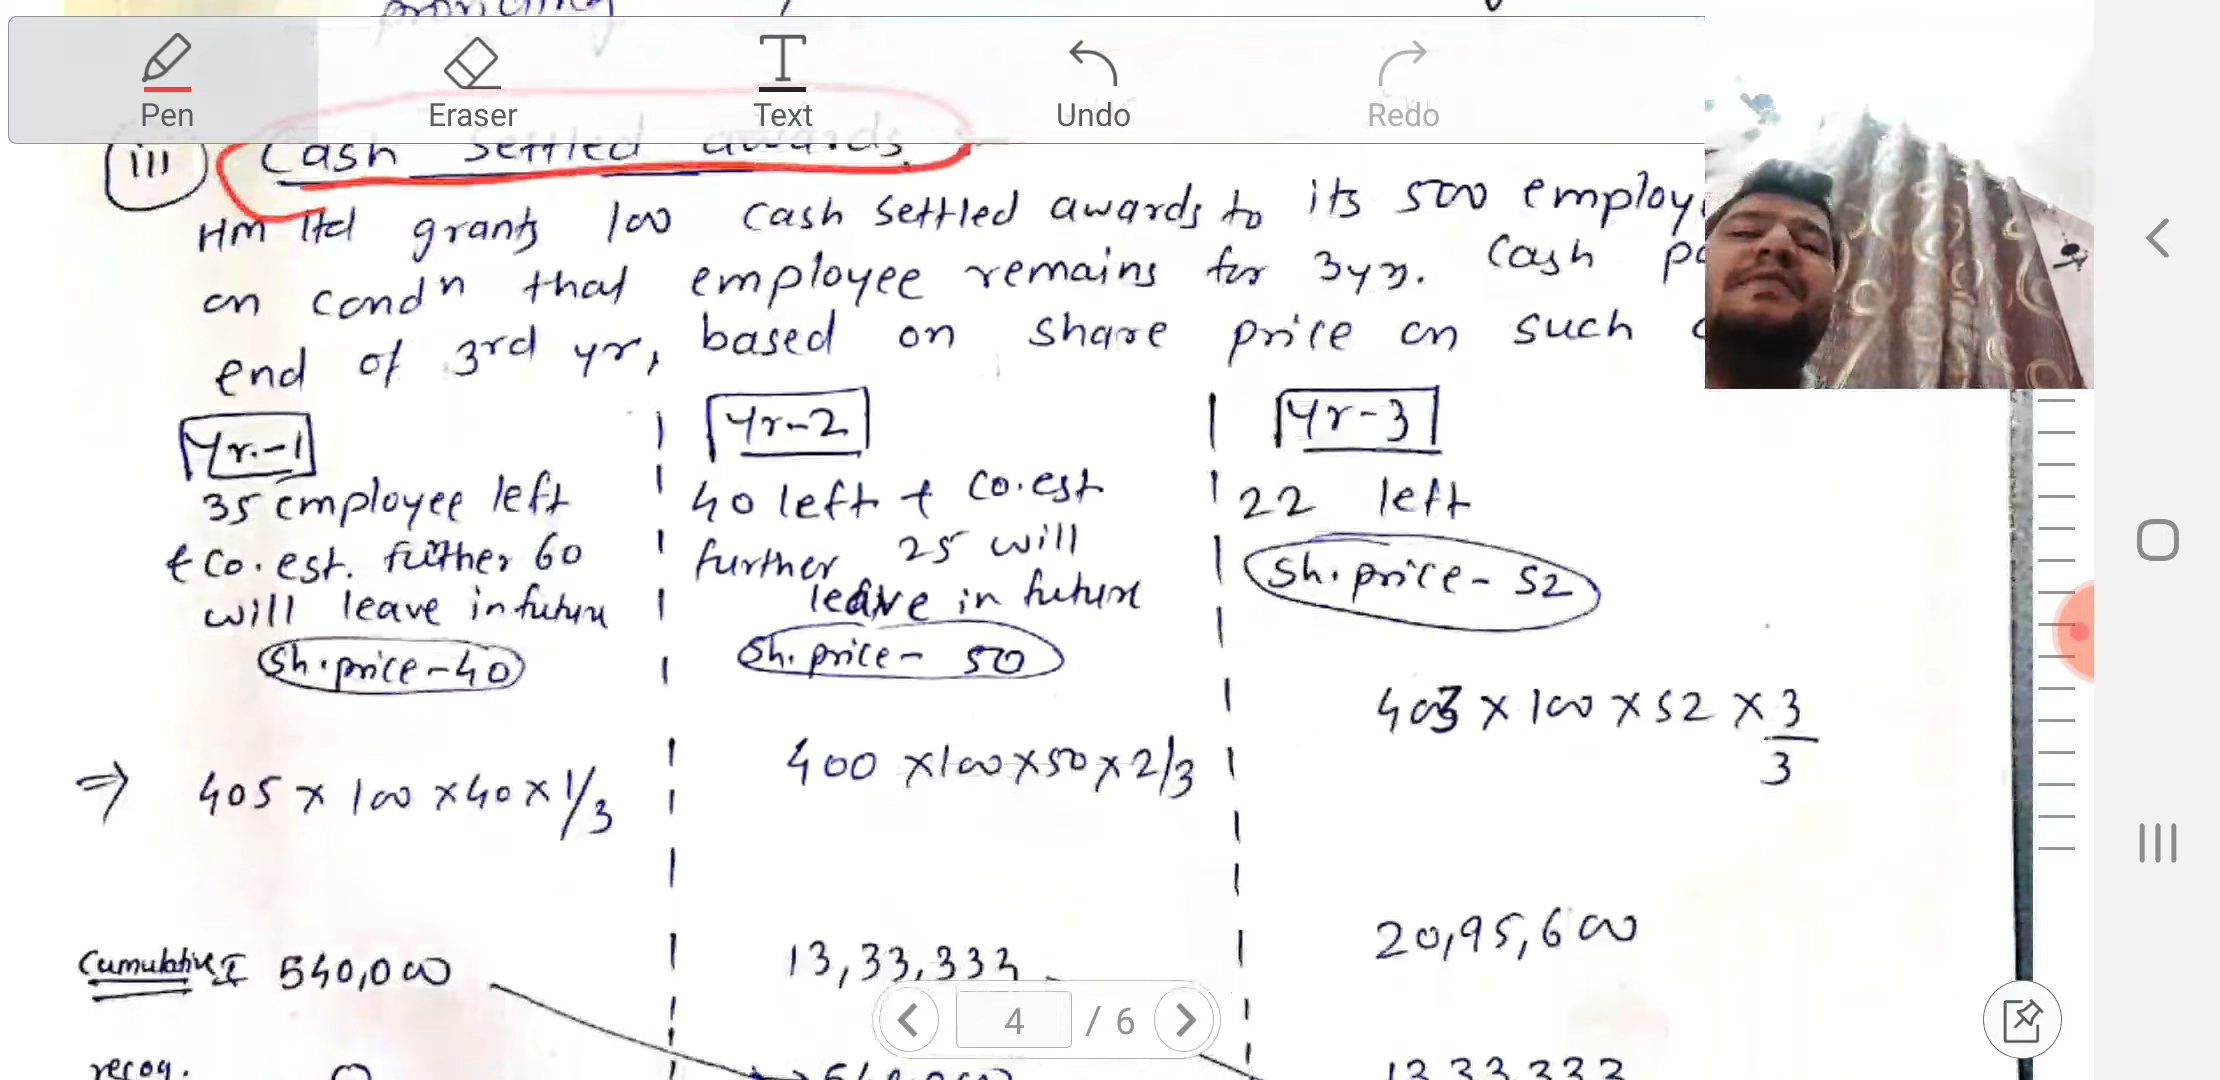 Pen
Eraser
Text
Undo
Redo
(iii) Cash Settled awards.
HM ltd grants 100 cash settled awards to its 500
on condn that employee remains for 3yrs. Cash
end of 3rd yr, based on share price on such
Yr.-1
Yr-2
Yr-3
35 employee left
& Co. est. further 60
will leave in future
Sh. price - 40
40 left & Co. est
further 25 will
leave in future
Sh. price - 50
22 left
Sh. price - 52
⇒ 405 × 100 × 40 × 1/3
400 × 100 × 50 × 2/3
403 × 100 × 52 × 3/3
Cumulative 540,000
13,33,333
20,95,600
4 / 6
recog.
13 33 333